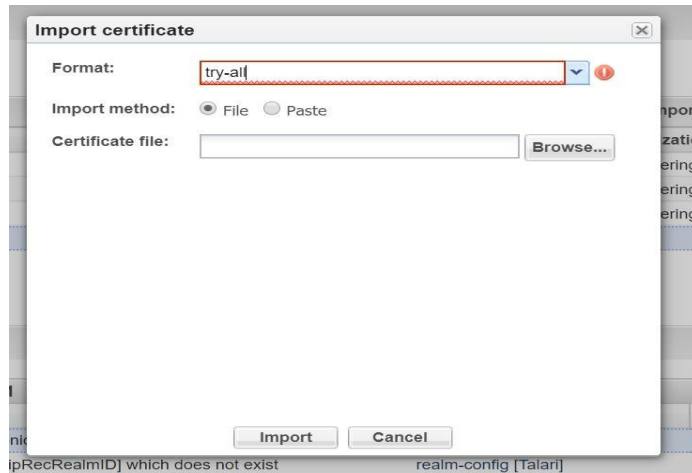 Import certificate
Format:
try-all
Import method:
File
Paste
Certificate file:
Browse...
Import
Cancel
ipRecRealmID] which does not exist
realm-config [Talari]